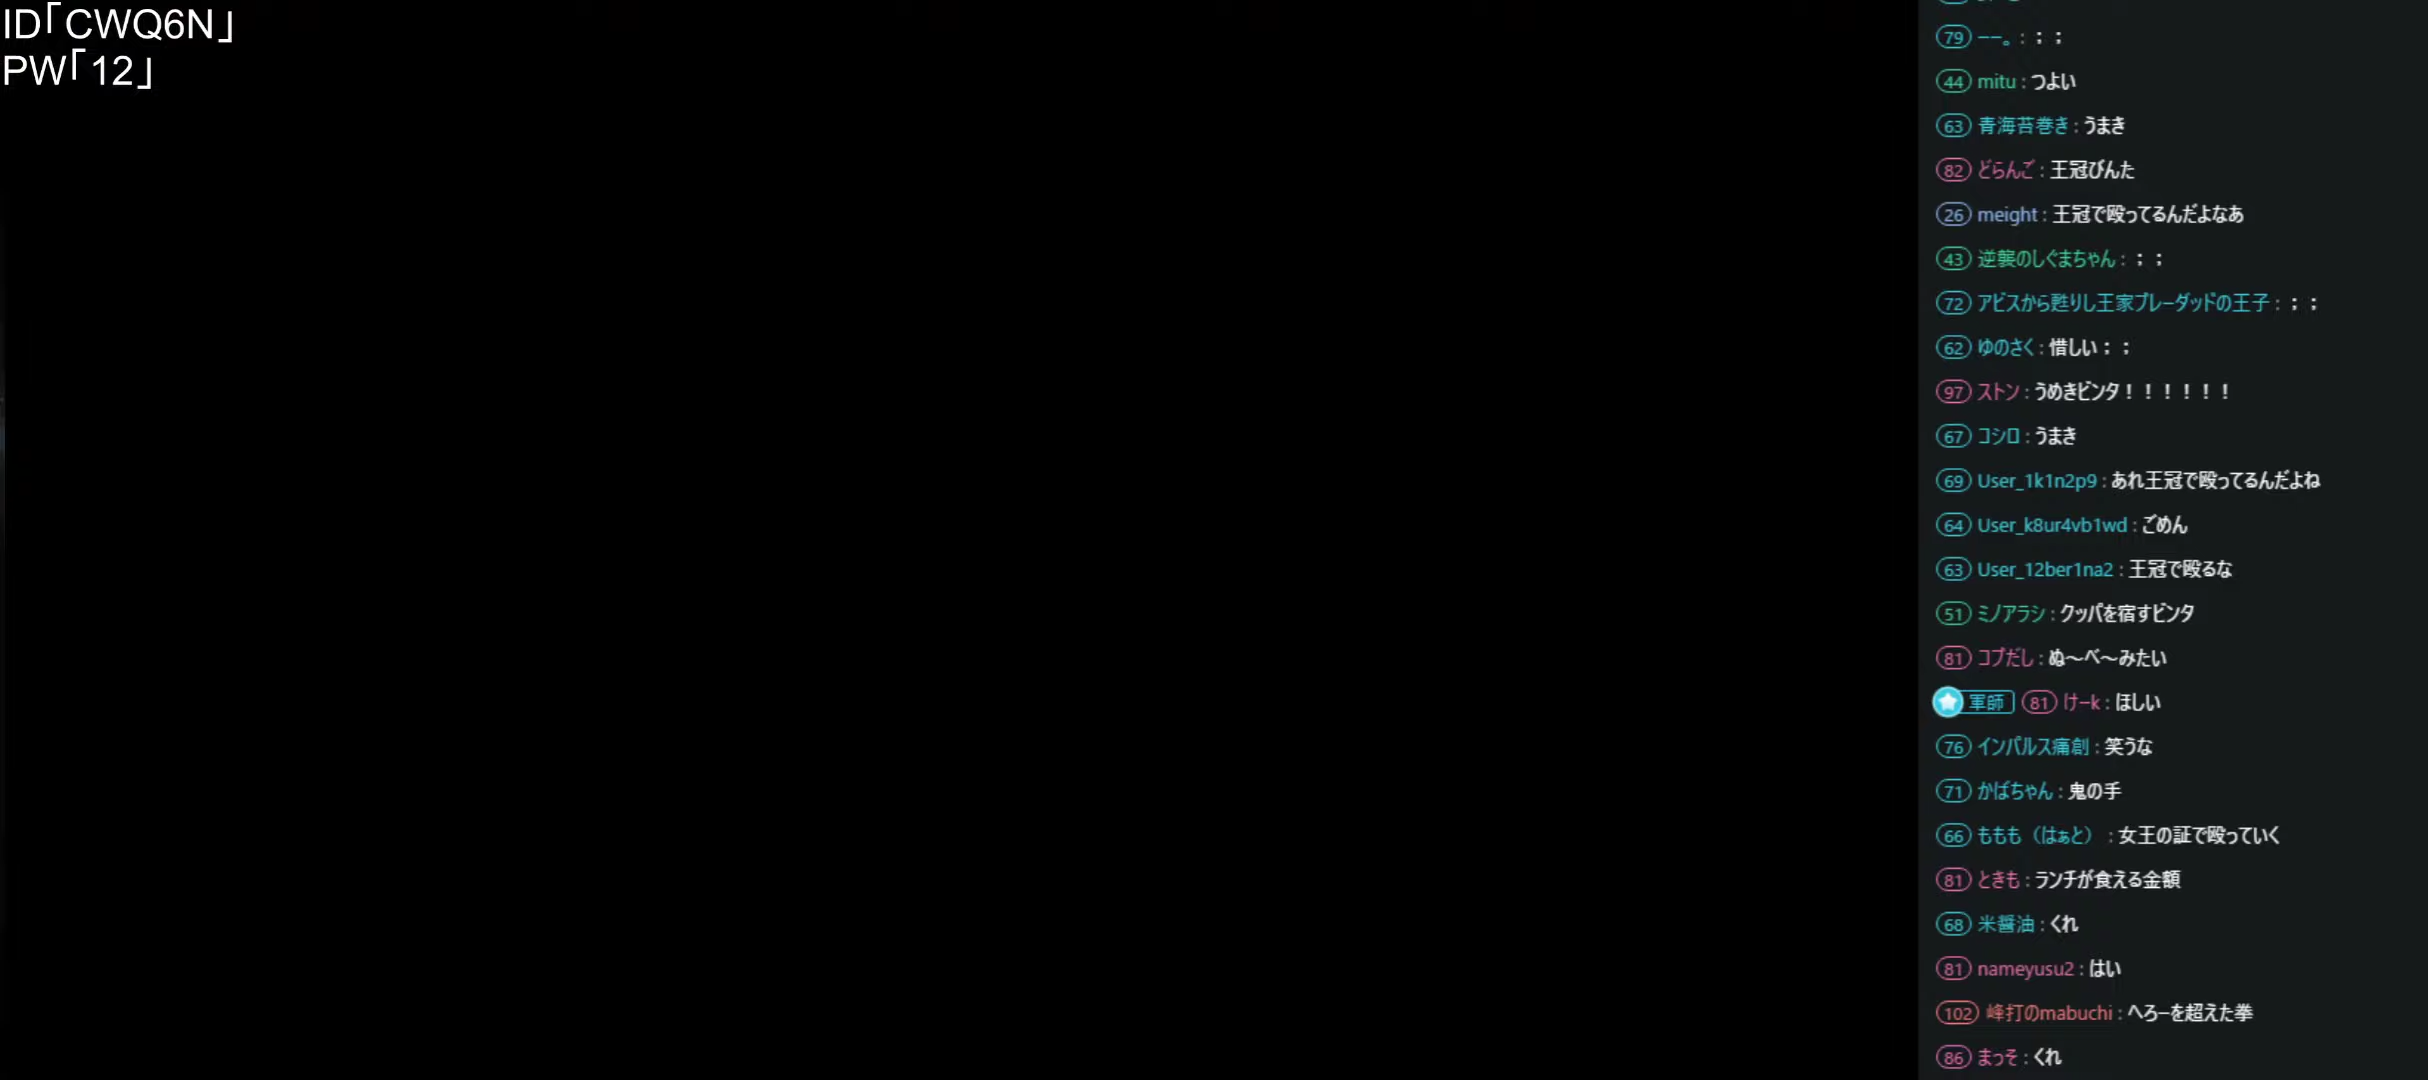 ID「CWQ6N」
PW「12」
79 ーー。: ; ;
44 mitu : つよい
63 青海苔巻き : うまき
82 どらんご : 王冠びんた
26 meight : 王冠で殴ってるんだよなあ
43 逆襲のしぐまちゃん : ; ;
72 アビスから甦りし王家ブレーダッドの王子 : ; ;
62 ゆのさく : 惜しい ; ;
97 ストン : うめきビンタ！！！！！！
67 コシロ : うまき
69 User_1k1n2p9 : あれ王冠で殴ってるんだよね
64 User_k8ur4vb1wd : ごめん
63 User_12ber1na2 : 王冠で殴るな
51 ミノアラシ : クッパを宿すビンタ
81 コブだし : ぬ～べ～みたい
軍師 81 けーk : ほしい
76 インパルス痛創 : 笑うな
71 かばちゃん : 鬼の手
66 ももも（はぁと） : 女王の証で殴っていく
81 ときも : ランチが食える金額
68 米醤油 : くれ
81 nameyusu2 : はい
102 峰打のmabuchi : へろーを超えた拳
86 まっそ : くれ